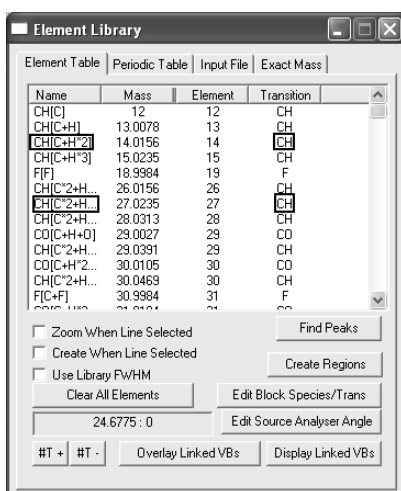 Element Library
Element Table Periodic Table Input File Exact Mass
Name Mass Element Transition
CH[C] 12 12 CH
CH[C+H] 13.0078 13 CH
CH[C+H*2] 14.0156 14 CH
CH[C+H*3] 15.0235 15 CH
F[F] 18.9984 19 F
CH[C*2+H... 26.0156 26 CH
CH[C*2+H... 27.0235 27 CH
CH[C*2+H... 28.0313 28 CH
CO[C+H+O] 29.0027 29 CO
CH[C*2+H... 29.0391 29 CH
CO[C+H*2... 30.0105 30 CO
CH[C*2+H... 30.0469 30 CH
F[C+F] 30.9984 31 F
Zoom When Line Selected
Find Peaks
Create When Line Selected
Create Regions
Use Library FWHM
Clear All Elements Edit Block Species/Trans
24.6775 : 0 Edit Source Analyser Angle
#T + #T - Overlay Linked VBs Display Linked VBs